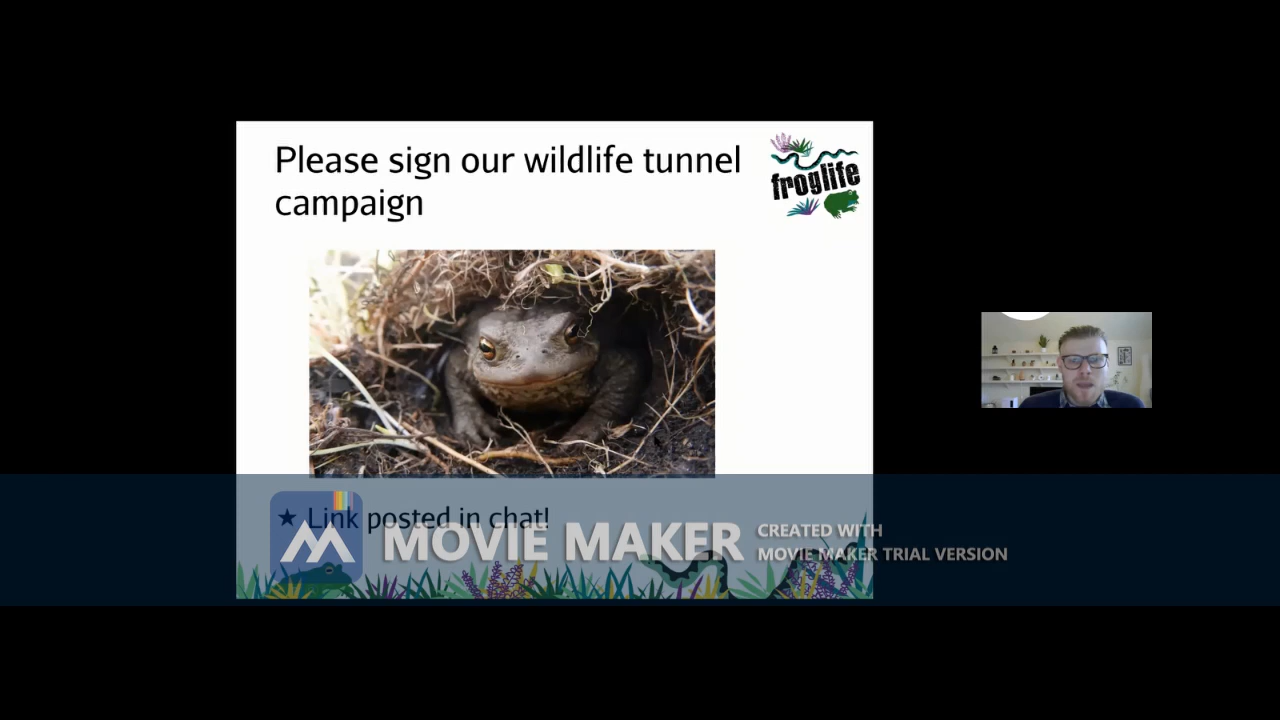 Please sign our wildlife tunnel
campaign
froglife
★ Link posted in chat!
MOVIE MAKER
CREATED WITH
MOVIE MAKER TRIAL VERSION